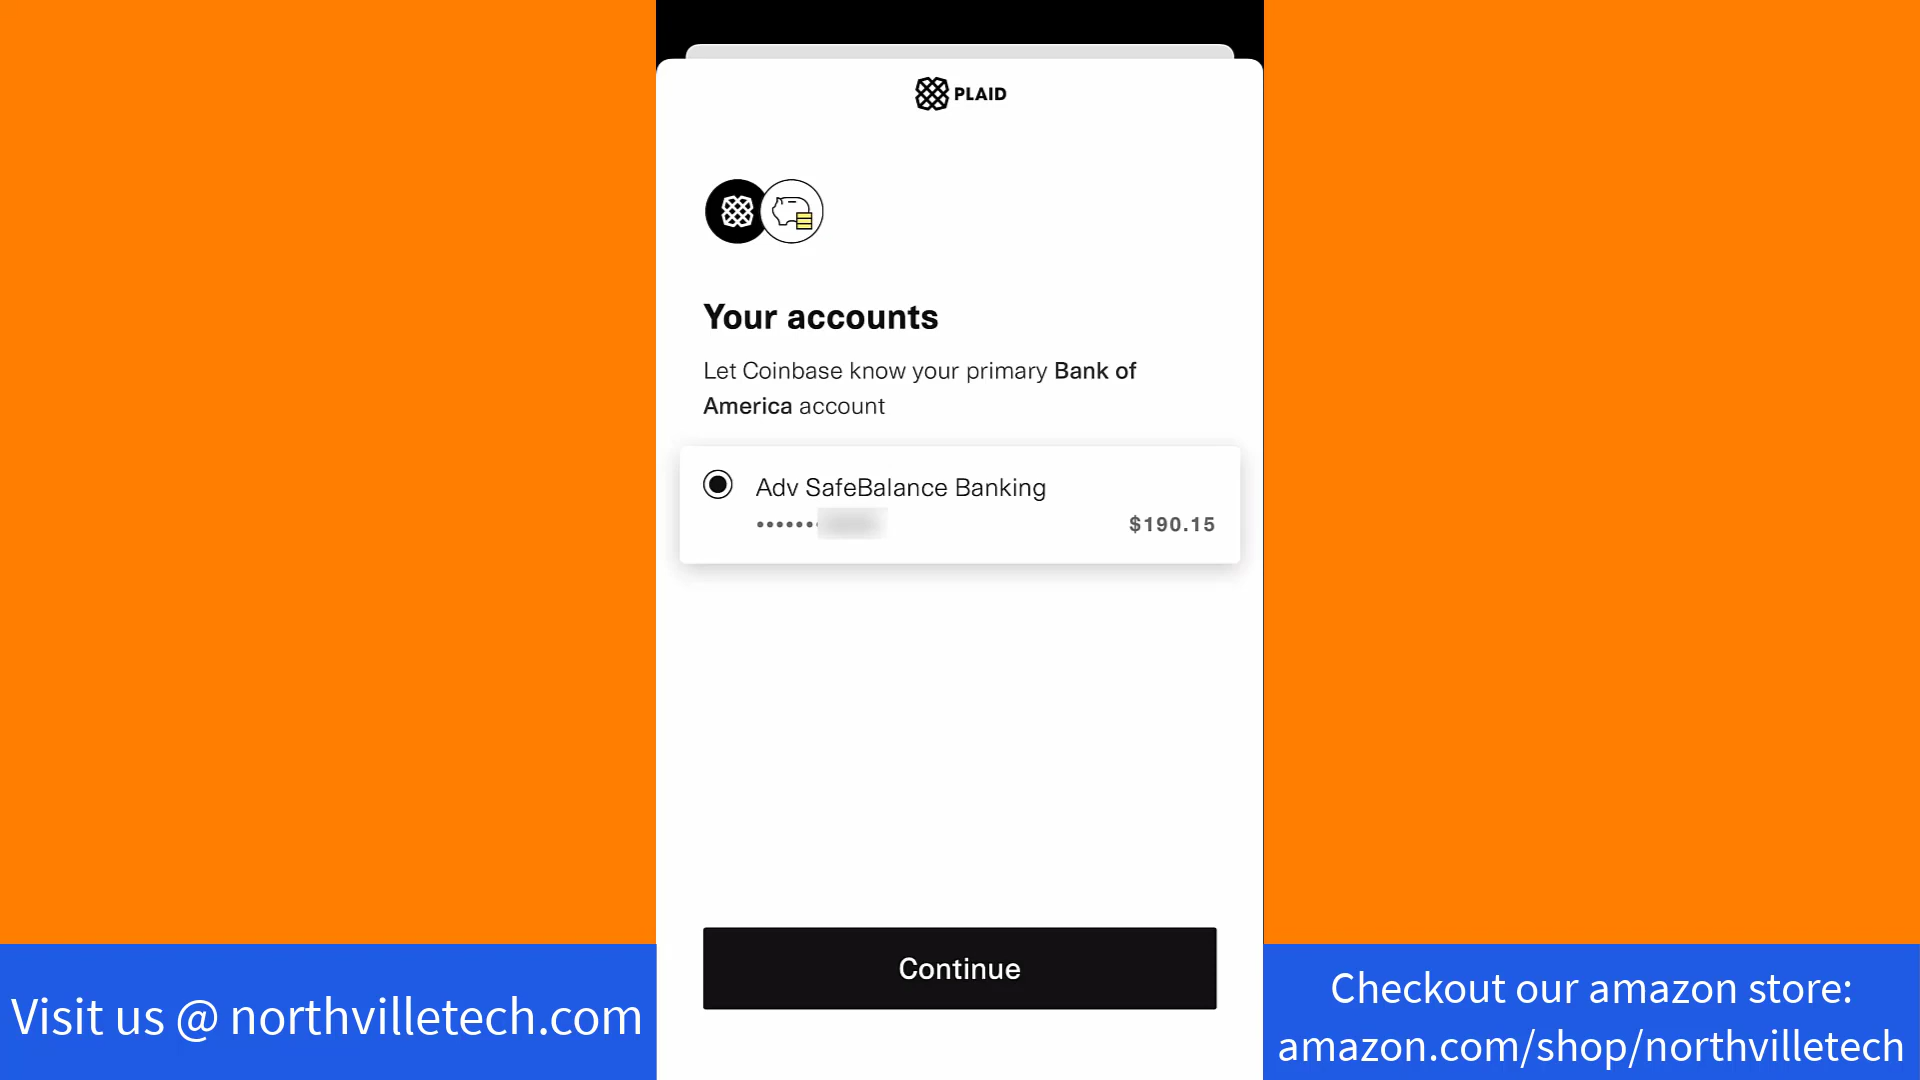 PLAID
Your accounts
Let Coinbase know your primary Bank of
America account
Adv SafeBalance Banking
$190.15
Continue
Visit us @ northvilletech.com
Checkout our amazon store:
amazon.com/shop/northvilletech